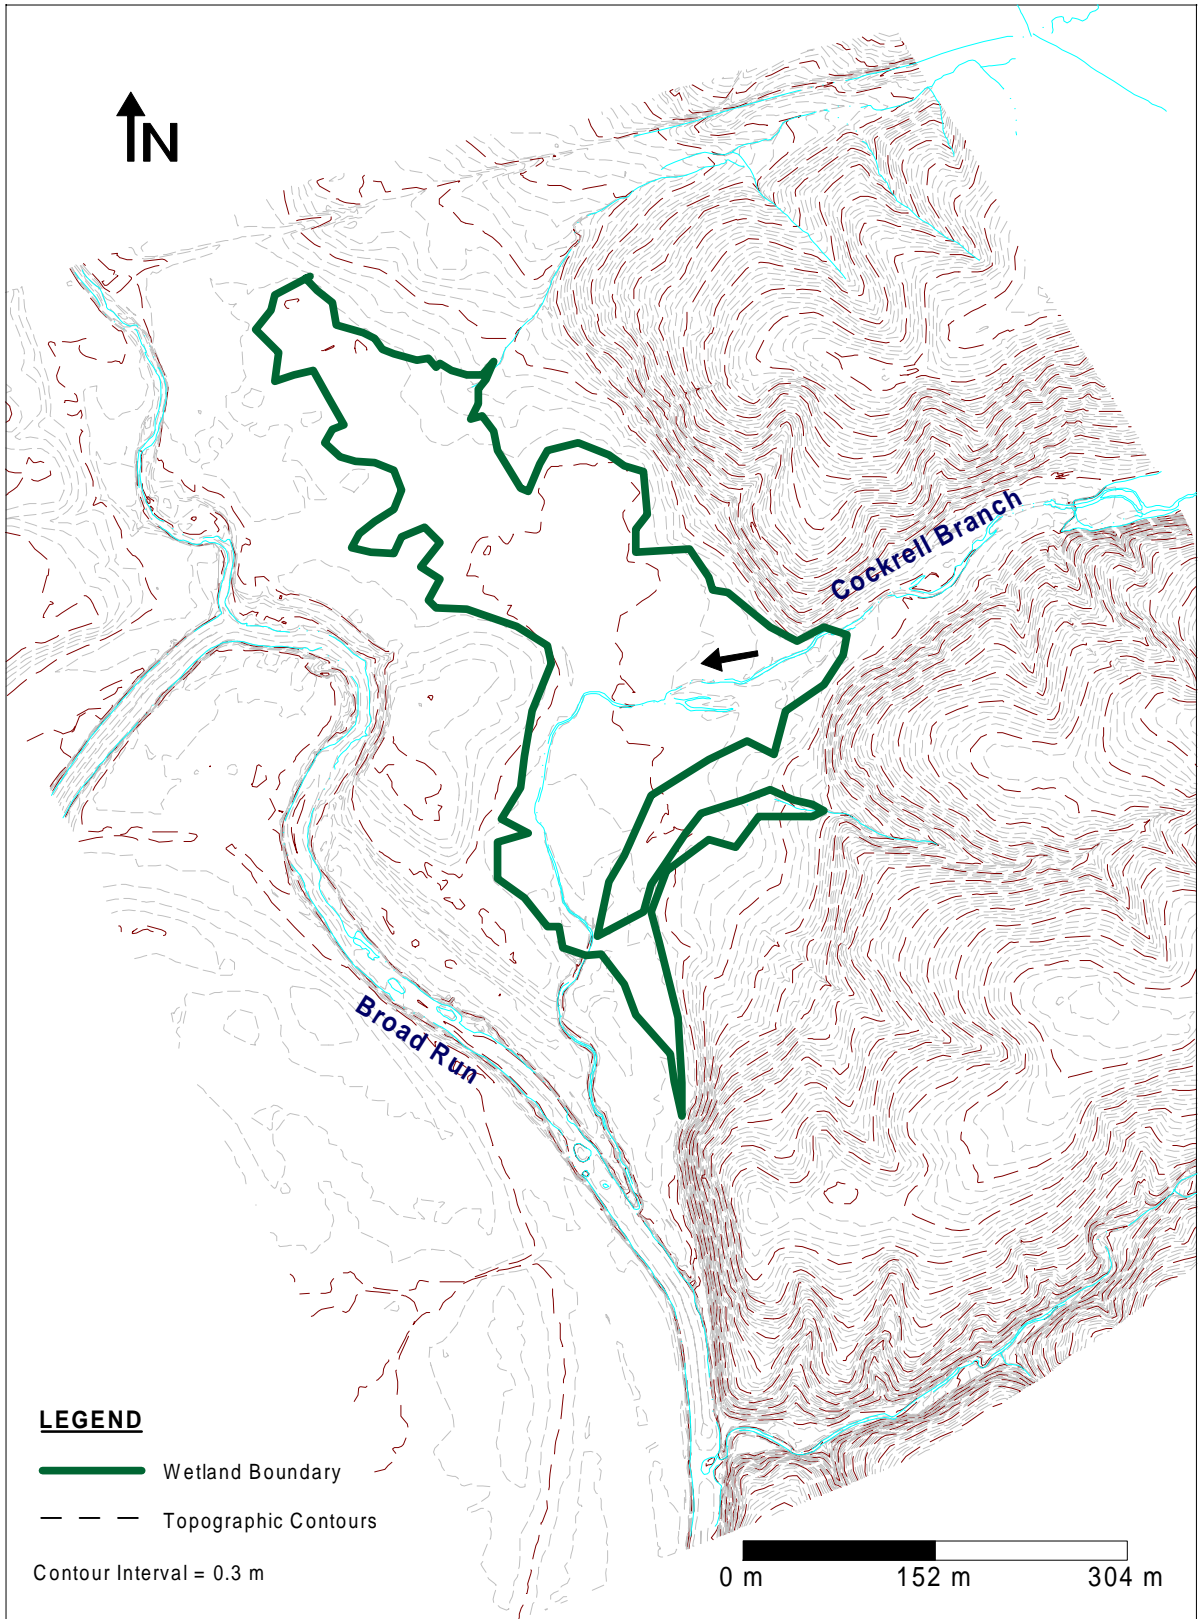 N
Cockrell Branch
Broad Run
LEGEND
Wetland Boundary
Topographic Contours
Contour Interval = 0.3 m
0 m 152 m 304 m